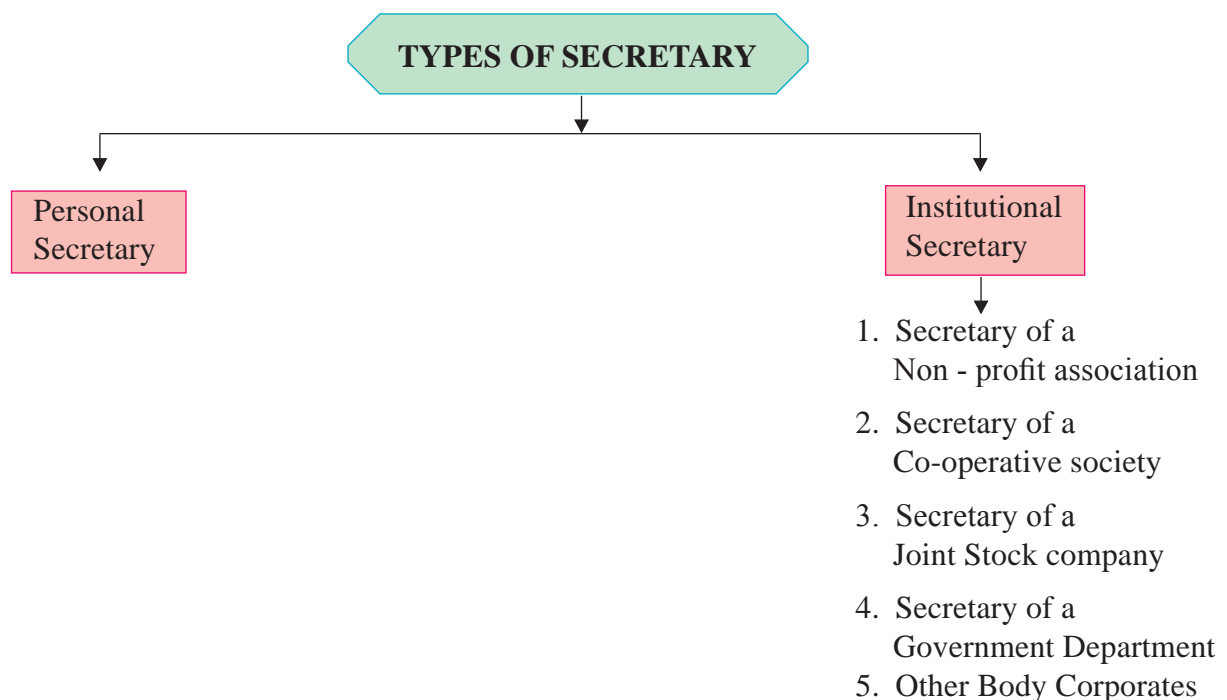 TYPES OF SECRETARY
Personal
Secretary
Institutional
Secretary
1. Secretary of a
Non - profit association
2. Secretary of a
Co-operative society
3. Secretary of a
Joint Stock company
4. Secretary of a
Government Department
5. Other Body Corporates